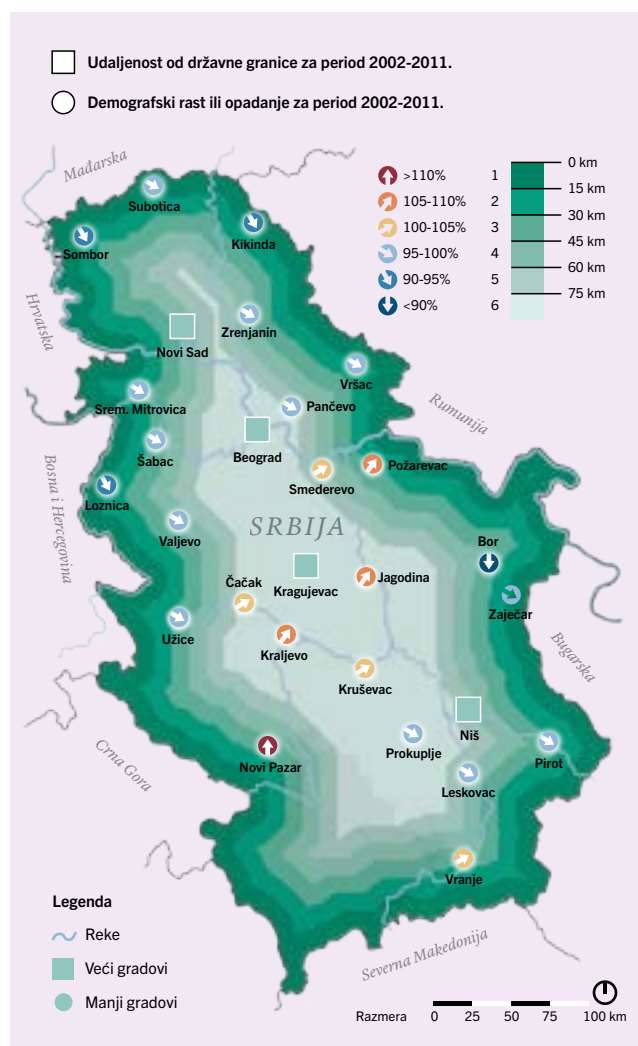 Udaljenost od državne granice za period 2002-2011.
Demografski rast ili opadanje za period 2002-2011.
Mađarska
Subotica
Sombor
Kikinda
>110% 1
105-110% 2
100-105% 3
95-100% 4
90-95% 5
<90% 6
0 km
15 km
30 km
45 km
60 km
75 km
Hrvatska
Zrenjanin
Novi Sad
Vršac
Srem. Mitrovica
Pančevo
Rumunija
Beograd
Šabac
Požarevac
Smederevo
Loznica
Bosna i Hercegovina
Valjevo
SRBIJA
Bor
Čačak
Kragujevac
Jagodina
Zaječar
Užice
Kraljevo
Bugarska
Kruševac
Niš
Prokuplje
Pirot
Novi Pazar
Crna Gora
Leskovac
Vranje
Severna Makedonija
Legenda
Reke
Veći gradovi
Manji gradovi
Razmera 0 25 50 75 100 km